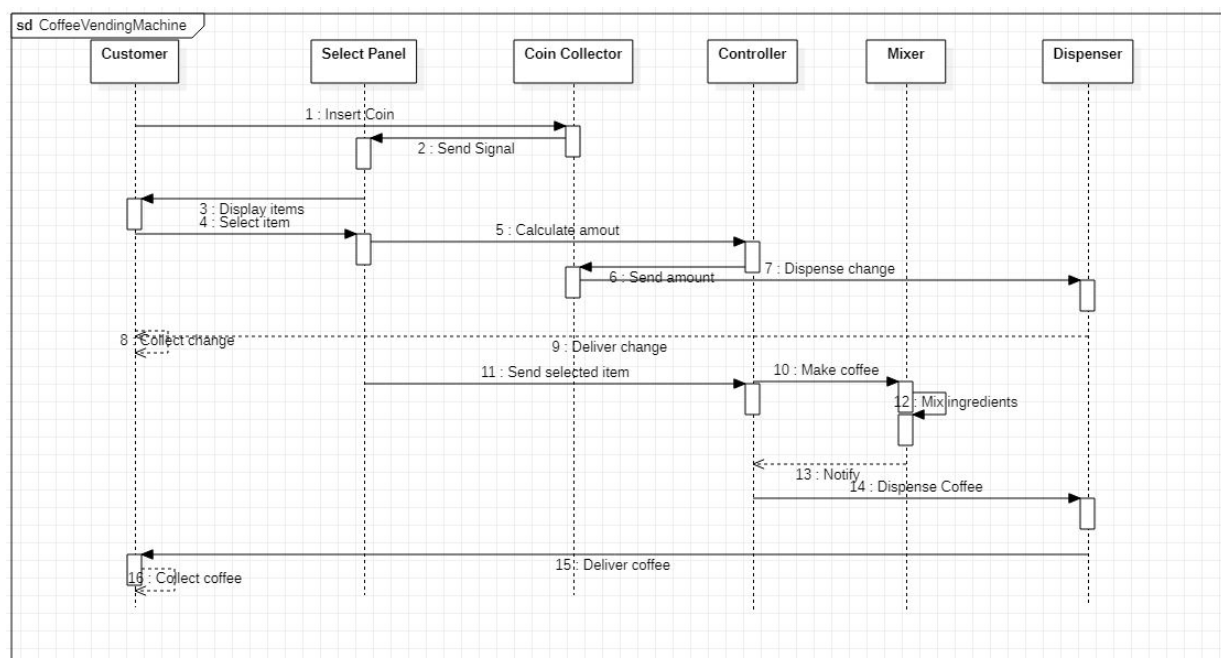 sd CoffeeVendingMachine
Customer
Select Panel
Coin Collector
Controller
Mixer
Dispenser
1 : Insert Coin
2 : Send Signal
3 : Display items
4 : Select item
5 : Calculate amout
6 : Send amount
7 : Dispense change
8 : Collect change
9 : Deliver change
10 : Make coffee
11 : Send selected item
12 : Mix ingredients
13 : Notify
14 : Dispense Coffee
15 : Deliver coffee
16 : Collect coffee